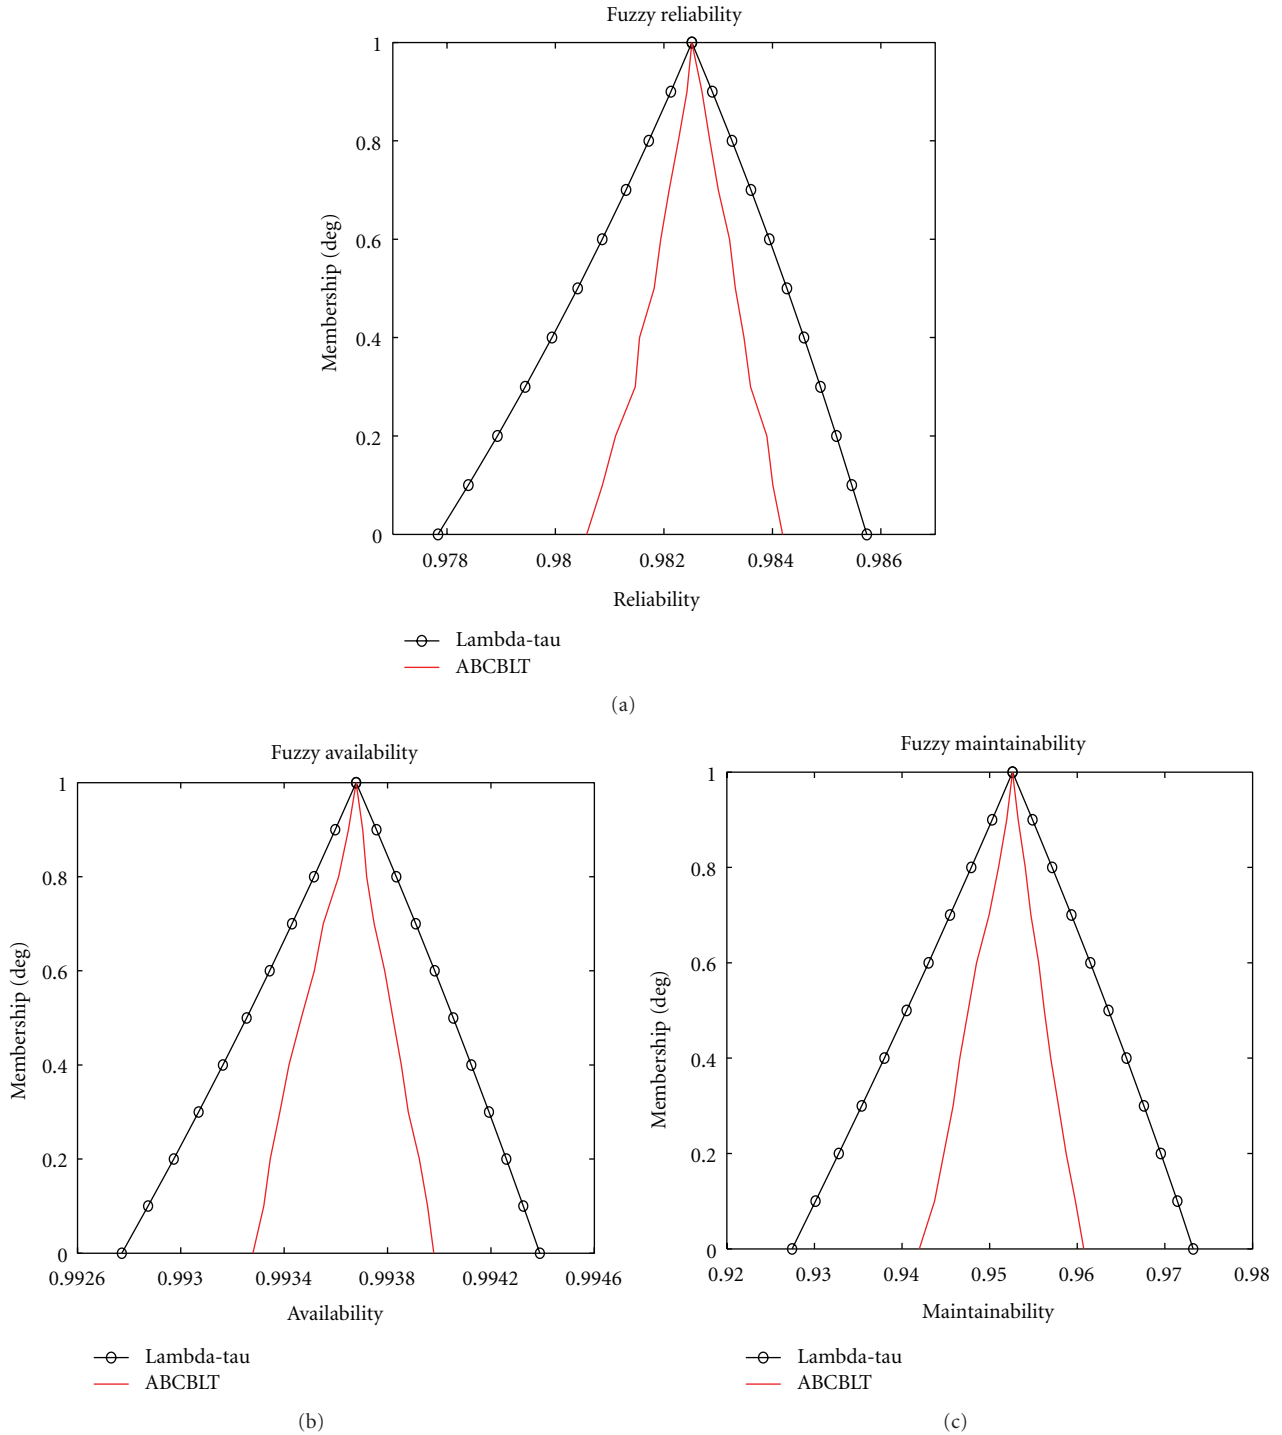 Fuzzy reliability
1
0.8
0.6
0.4
0.2
0
Membership (deg)
0.978 0.98 0.982 0.984 0.986
Reliability
Lambda-tau
ABCBLT
(a)
Fuzzy availability
1
0.8
0.6
0.4
0.2
0
Membership (deg)
0.9926 0.993 0.9934 0.9938 0.9942 0.9946
Availability
Lambda-tau
ABCBLT
(b)
Fuzzy maintainability
1
0.8
0.6
0.4
0.2
0
Membership (deg)
0.92 0.93 0.94 0.95 0.96 0.97 0.98
Maintainability
Lambda-tau
ABCBLT
(c)